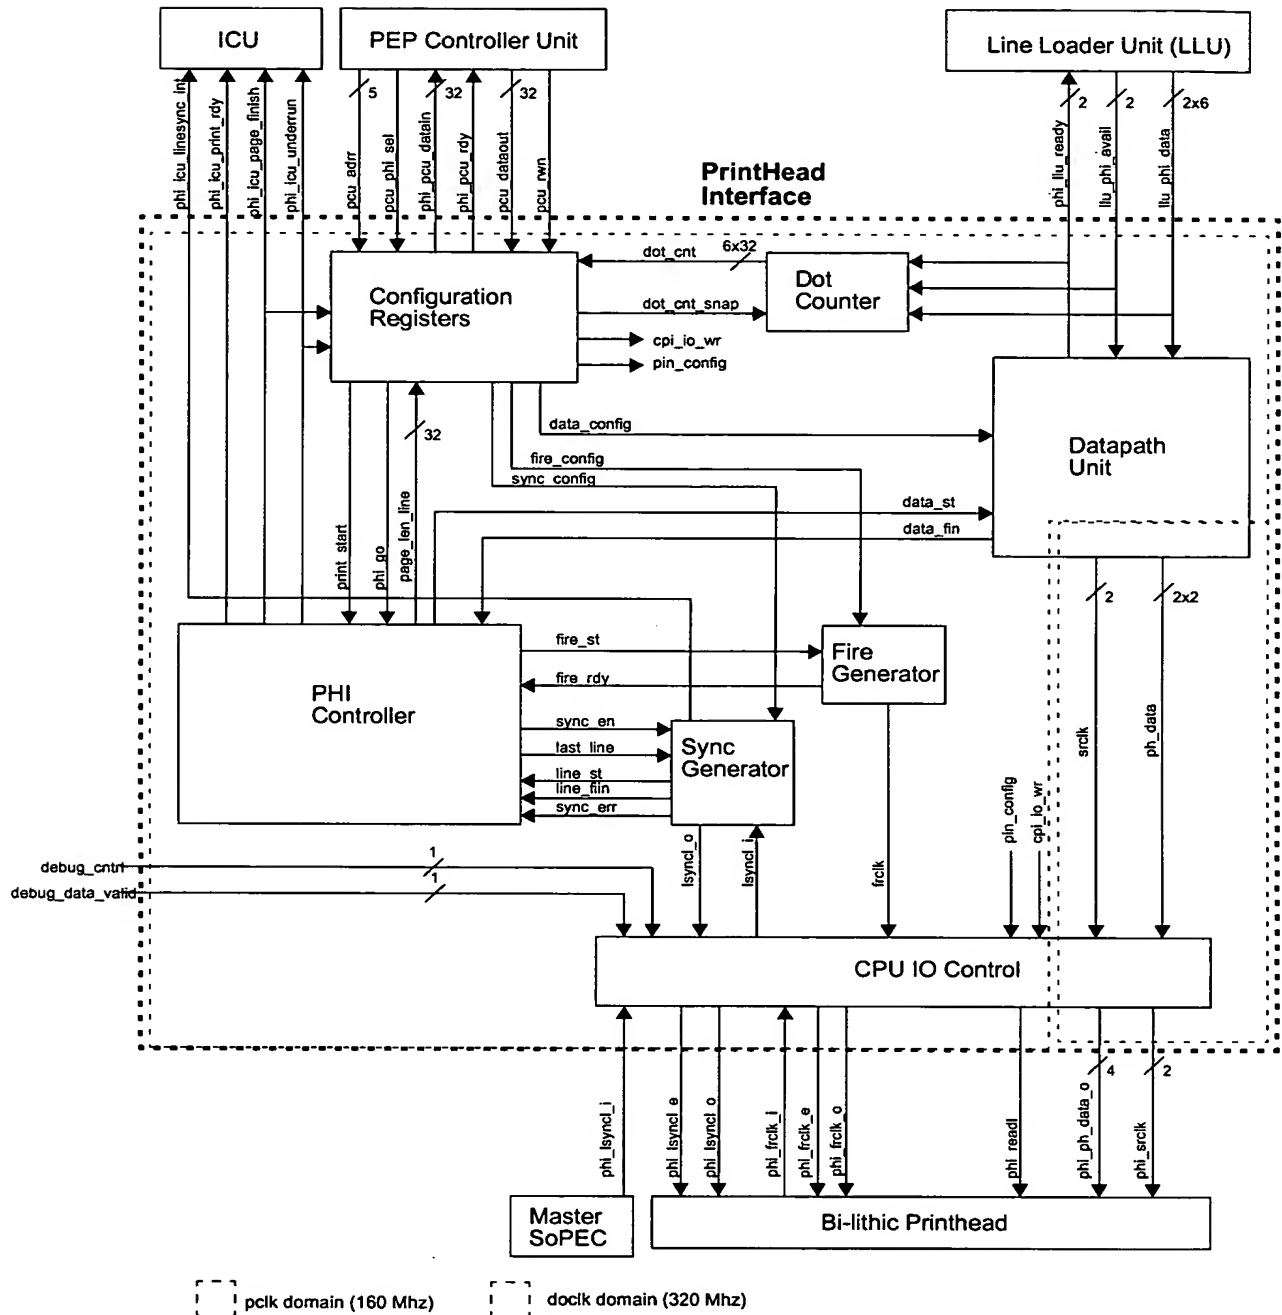 ICU
PEP Controller Unit
Line Loader Unit (LLU)
phi_icu_linesync_int
phi_icu_print_rdy
phi_icu_page_finish
phi_icu_underrun
5
32
32
pcu_adrr
pcu_phi_sel
phi_pcu_datain
phi_pcu_rdy
pcu_dataout
pcu_rwn
2
2
2x6
phi_llu_ready
llu_phi_avail
llu_phi_data
PrintHead
Interface
dot_cnt
6x32
Configuration
Registers
Dot
Counter
dot_cnt_snap
cpi_io_wr
pin_config
32
data_config
fire_config
sync_config
Datapath
Unit
data_st
data_fin
print_start
phi_go
page_len_line
2
2x2
fire_st
fire_rdy
Fire
Generator
PHI
Controller
sync_en
last_line
line_st
line_fiin
sync_err
Sync
Generator
srclk
ph_data
pin_config
cpi_io_wr
lsyncl_o
lsyncl_i
frclk
debug_cntrl
1
debug_data_valid
1
CPU IO Control
4
2
phi_lsyncl_i
phi_lsyncl_e
phi_lsyncl_o
phi_frclk_i
phi_frclk_e
phi_frclk_o
phi_readl
phi_ph_data_o
phi_srclk
Master
SoPEC
Bi-lithic Printhead
pclk domain (160 Mhz)
doclk domain (320 Mhz)